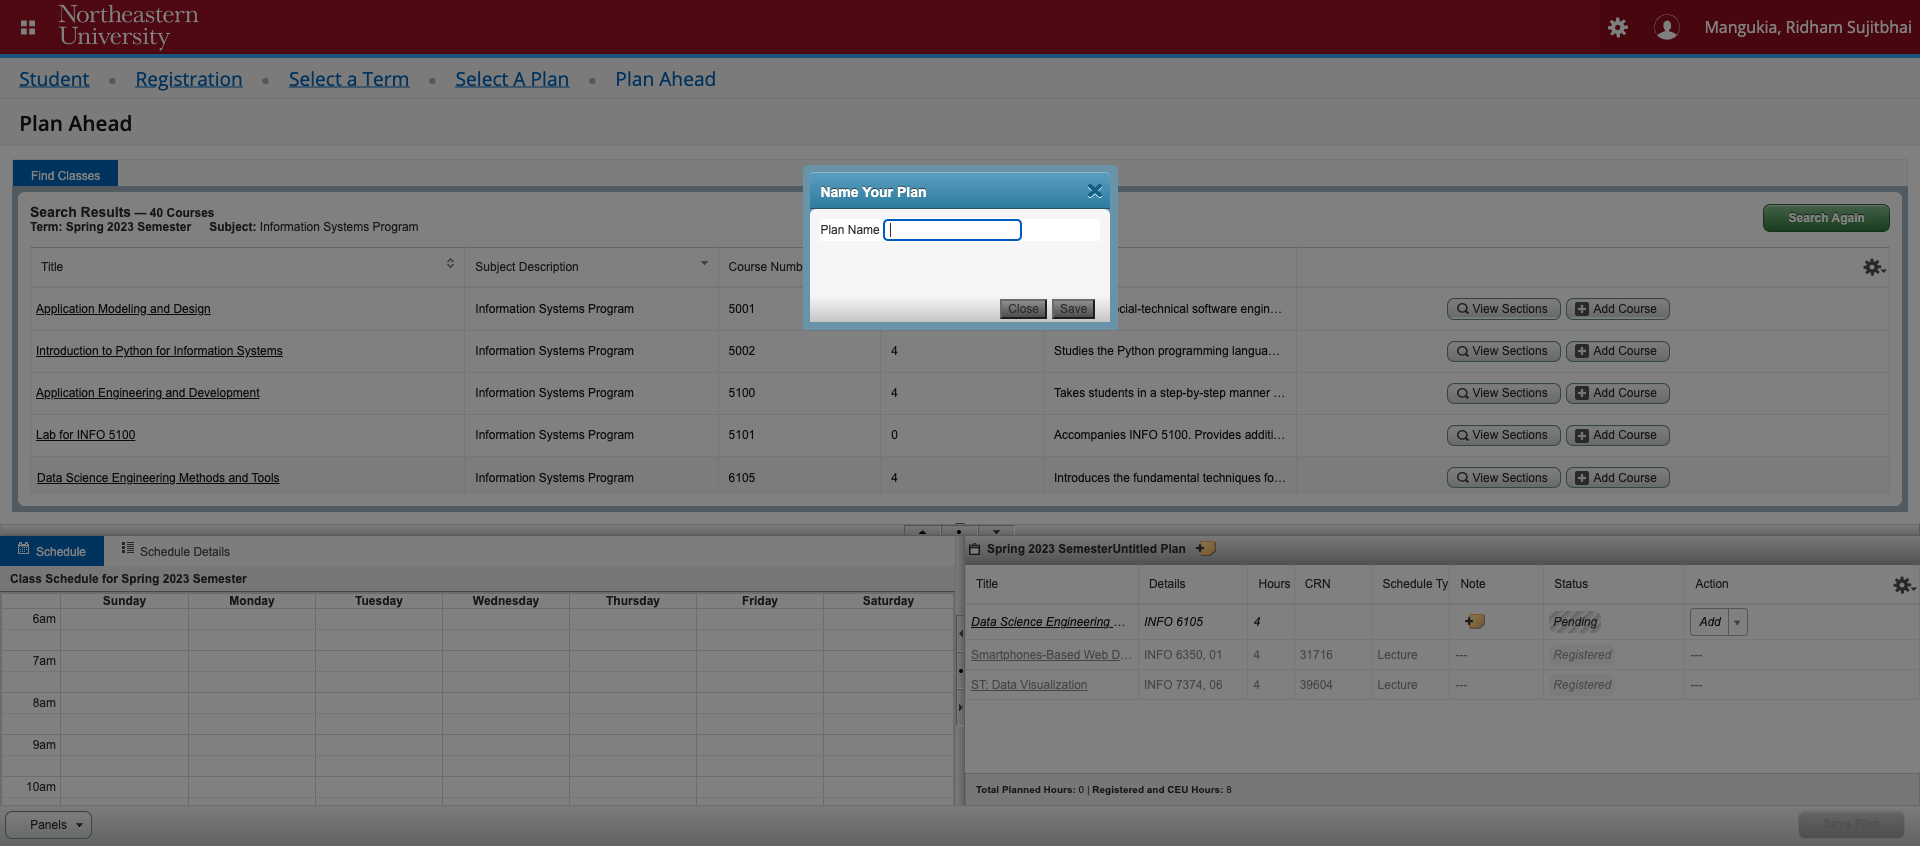 Northeastern
University
Mangukia, Ridham Sujitbhai
Student • Registration • Select a Term • Select A Plan • Plan Ahead
Plan Ahead
Find Classes
Search Results — 40 Courses
Term: Spring 2023 Semester Subject: Information Systems Program
Search Again
Name Your Plan
Plan Name
Close Save
Title Subject Description Course Numb
Application Modeling and Design Information Systems Program 5001 cial-technical software engin... View Sections Add Course
Introduction to Python for Information Systems Information Systems Program 5002 4 Studies the Python programming langua... View Sections Add Course
Application Engineering and Development Information Systems Program 5100 4 Takes students in a step-by-step manner ... View Sections Add Course
Lab for INFO 5100 Information Systems Program 5101 0 Accompanies INFO 5100. Provides additi... View Sections Add Course
Data Science Engineering Methods and Tools Information Systems Program 6105 4 Introduces the fundamental techniques fo... View Sections Add Course
Schedule Schedule Details
Class Schedule for Spring 2023 Semester
Sunday Monday Tuesday Wednesday Thursday Friday Saturday
6am
7am
8am
9am
10am
Spring 2023 SemesterUntitled Plan
Title Details Hours CRN Schedule Ty Note Status Action
Data Science Engineering ... INFO 6105 4 Pending Add
Smartphones-Based Web D... INFO 6350, 01 4 31716 Lecture --- Registered ---
ST: Data Visualization INFO 7374, 06 4 39604 Lecture --- Registered ---
Total Planned Hours: 0 | Registered and CEU Hours: 8
Panels
Save Plan